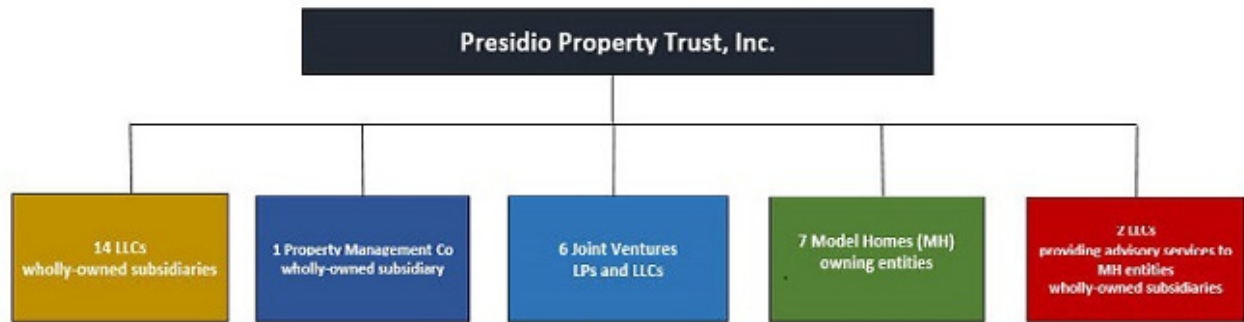 Presidio Property Trust, Inc.
14 LLCs
wholly-owned subsidiaries
1 Property Management Co
wholly-owned subsidiary
6 Joint Ventures
LPs and LLCs
7 Model Homes (MH)
owning entities
2 LLCs
providing advisory services to
MH entities
wholly-owned subsidiaries